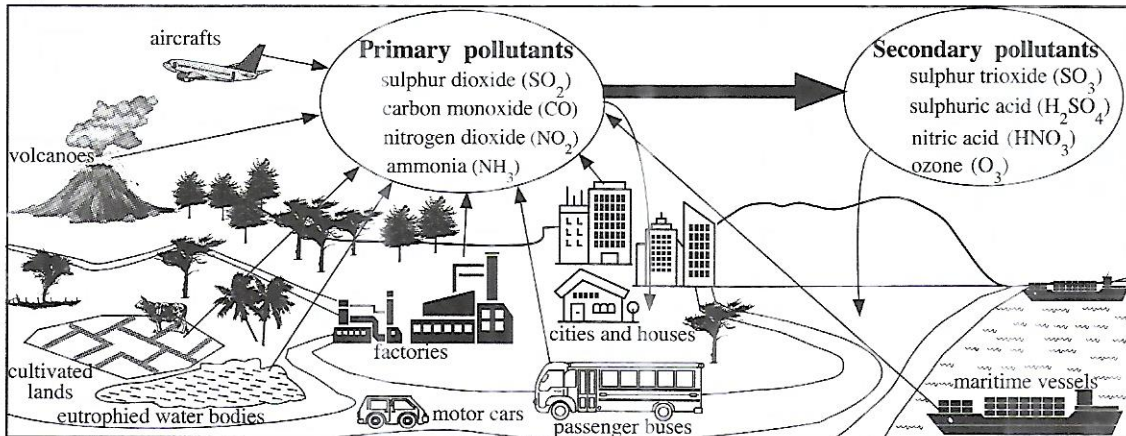 aircrafts
Primary pollutants
sulphur dioxide (SO₂)
carbon monoxide (CO)
nitrogen dioxide (NO₂)
ammonia (NH₃)
Secondary pollutants
sulphur trioxide (SO₃)
sulphuric acid (H₂SO₄)
nitric acid (HNO₃)
ozone (O₃)
volcanoes
cities and houses
factories
cultivated
lands
eutrophied water bodies
motor cars
passenger buses
maritime vessels